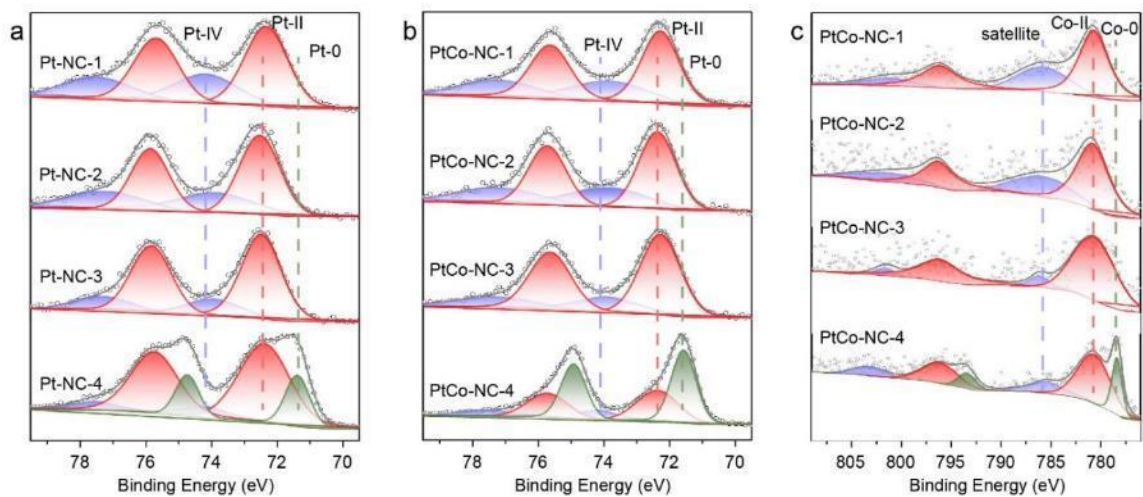 a
Pt-NC-1
Pt-IV
Pt-II
Pt-0
Pt-NC-2
Pt-NC-3
Pt-NC-4
78 76 74 72 70
Binding Energy (eV)
b
PtCo-NC-1
Pt-IV
Pt-II
Pt-0
PtCo-NC-2
PtCo-NC-3
PtCo-NC-4
78 76 74 72 70
Binding Energy (eV)
c
PtCo-NC-1
satellite
Co-II
Co-0
PtCo-NC-2
PtCo-NC-3
PtCo-NC-4
805 800 795 790 785 780
Binding Energy (eV)